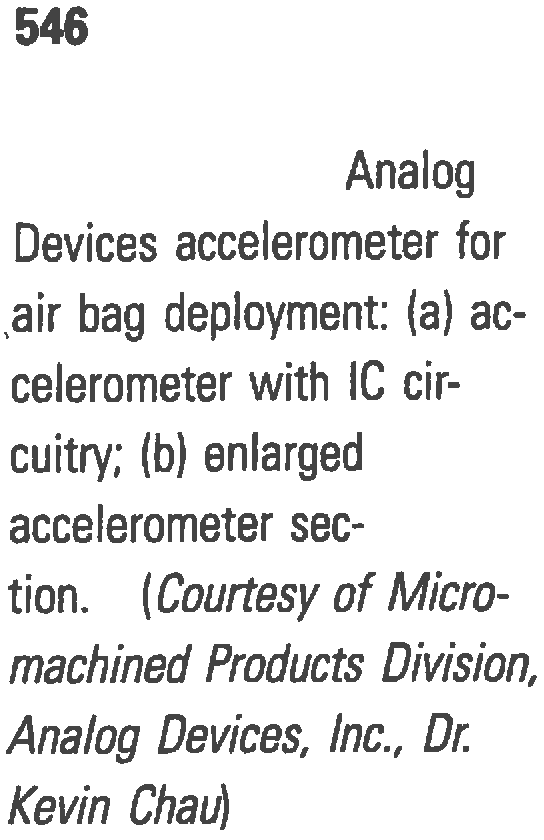 546
Analog
Devices accelerometer for
air bag deployment: (a) ac-
celerometer with IC cir-
cuitry; (b) enlarged
accelerometer sec-
tion. (Courtesy of Micro-
machined Products Division,
Analog Devices, Inc., Dr.
Kevin Chau)